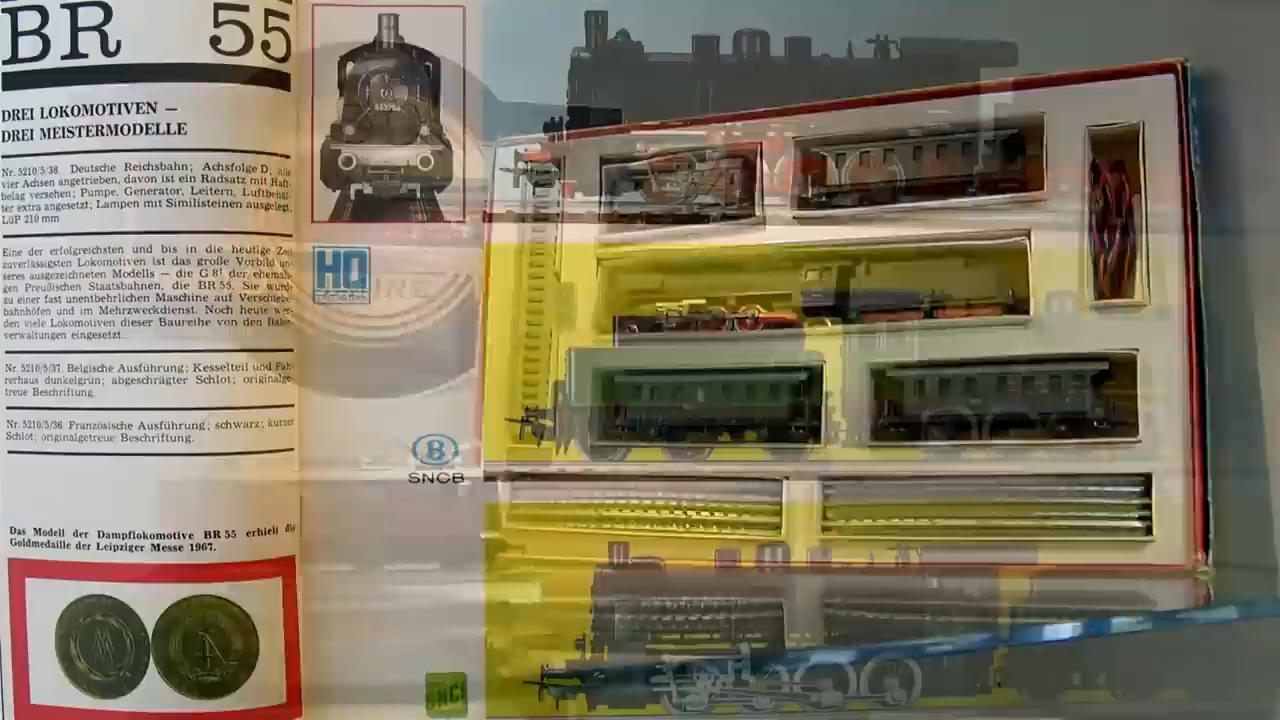 BR 55
DREI LOKOMOTIVEN —
DREI MEISTERMODELLE
Nr. 5210/5/38. Deutsche Reichsbahn; Achsfolge D; alle
vier Achsen angetrieben, davon ist ein Radsatz mit Haft-
belag versehen; Pumpe, Generator, Leitern, Luftbehäl-
ter extra angesetzt; Lampen mit Similisteinen ausgelegt.
LüP 210 mm
Eine der erfolgreichsten und bis in die heutige Zeit
zuverlässigsten Lokomotiven ist das große Vorbild un-
seres ausgezeichneten Modells — die G 8¹ der ehemali-
gen Preußischen Staatsbahnen, die BR 55. Sie wurde
zu einer fast unentbehrlichen Maschine auf Verschiebe-
bahnhöfen und im Mehrzweckdienst. Noch heute wer-
den viele Lokomotiven dieser Baureihe von den Bahn-
verwaltungen eingesetzt.
Nr. 5210/5/37. Belgische Ausführung; Kesselteil und Füh-
rerhaus dunkelgrün; abgeschrägter Schlot; originalge-
treue Beschriftung.
Nr. 5210/5/36. Französische Ausführung; schwarz; kurzer
Schlot; originalgetreue Beschriftung.
Das Modell der Dampflokomotive BR 55 erhielt die
Goldmedaille der Leipziger Messe 1967.
HO
B
SNCB
SNCF